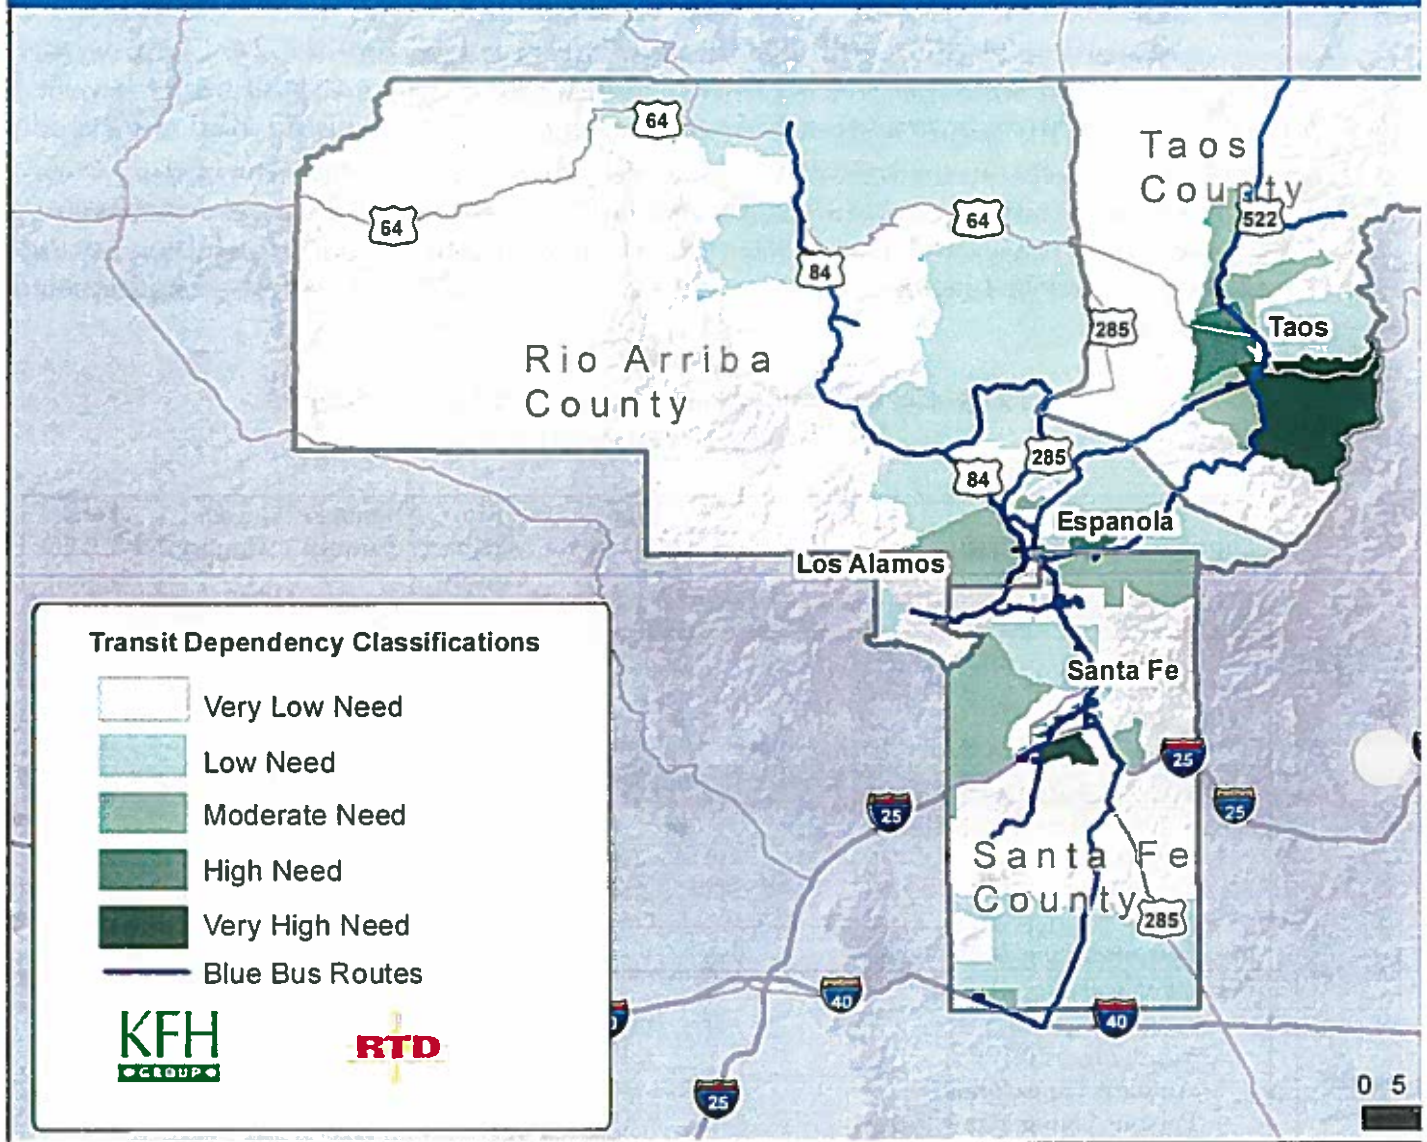 64
Taos
County
64
64
522
84
285
Taos
Rio Arriba
County
285
84
Espanola
Los Alamos
Transit Dependency Classifications
Santa Fe
Very Low Need
Low Need
25
25
25
Moderate Need
Santa Fe
County
High Need
285
Very High Need
Blue Bus Routes
40
40
KFH
GROUP
RTD
25
0 5